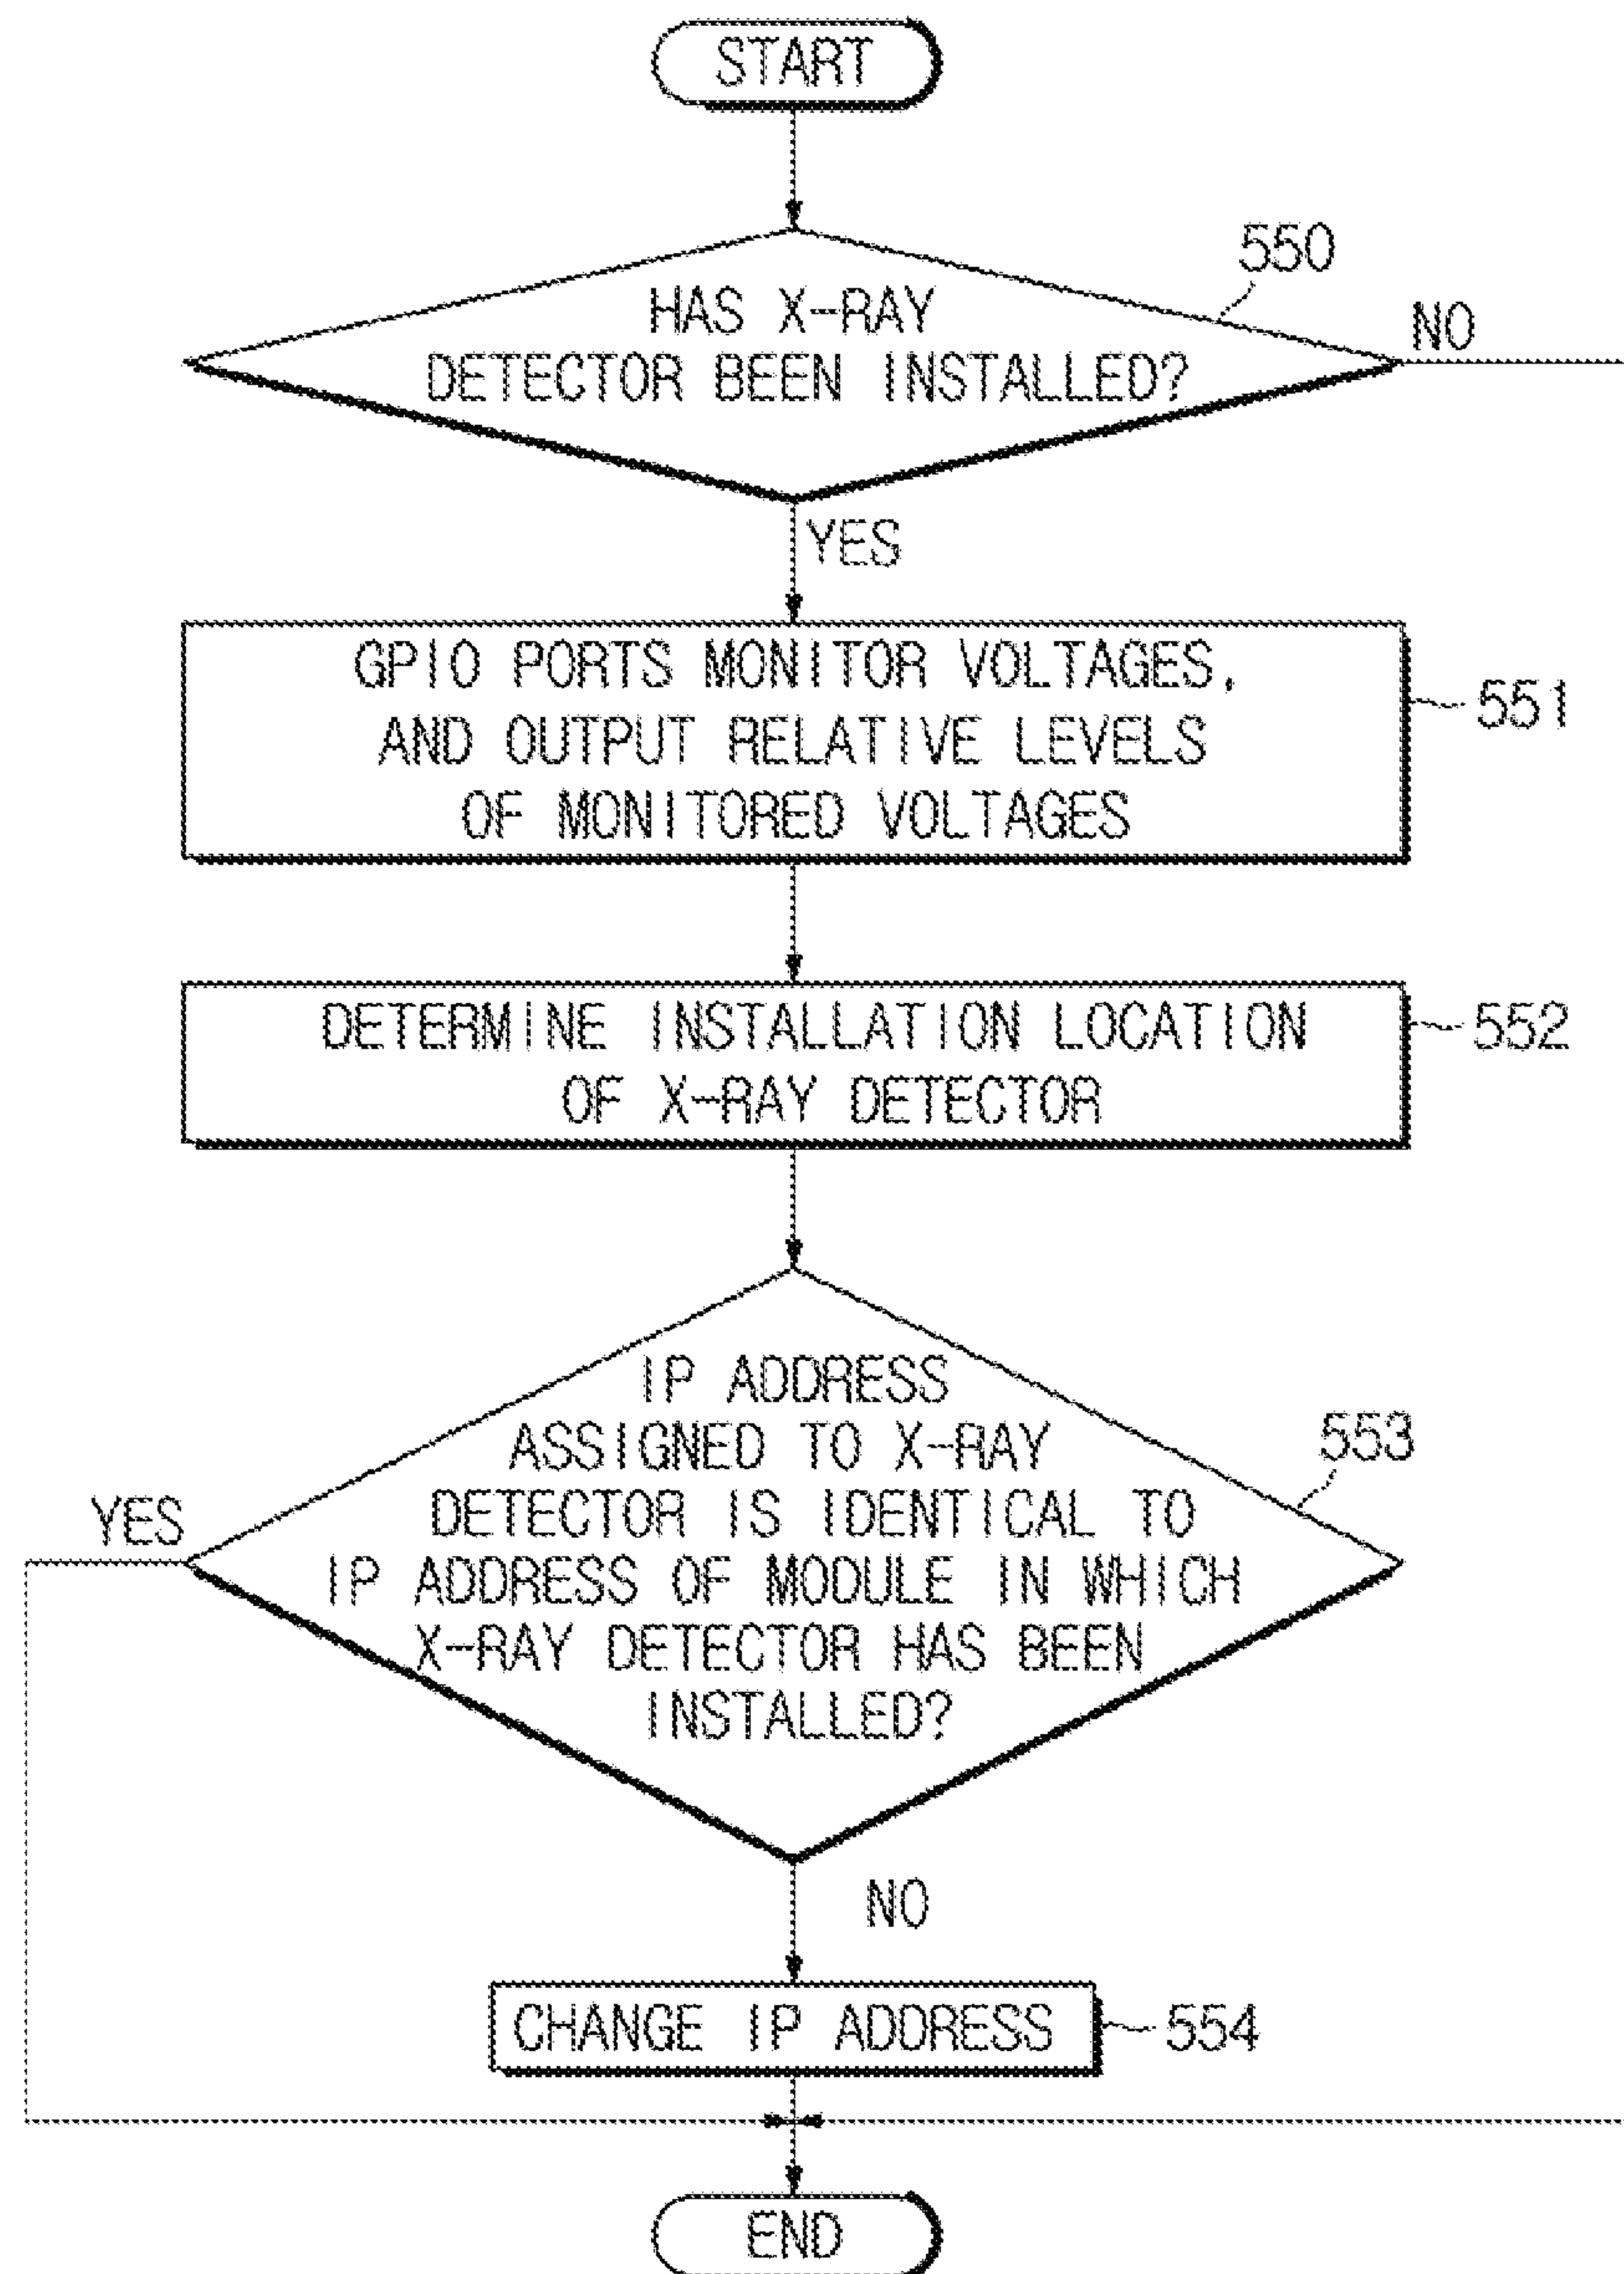 START
550
HAS X-RAY
NO
DETECTOR BEEN INSTALLED?
YES
GPIO PORTS MONITOR VOLTAGES,
AND OUTPUT RELATIVE LEVELS
551
OF MONITORED VOLTAGES
DETERMINE INSTALLATION LOCATION
552
OF X-RAY DETECTOR
IP ADDRESS
ASSIGNED TO X-RAY
553
YES
DETECTOR IS IDENTICAL TO
IP ADDRESS OF MODULE IN WHICH
X-RAY DETECTOR HAS BEEN
INSTALLED?
NO
CHANGE IP ADDRESS
554
END